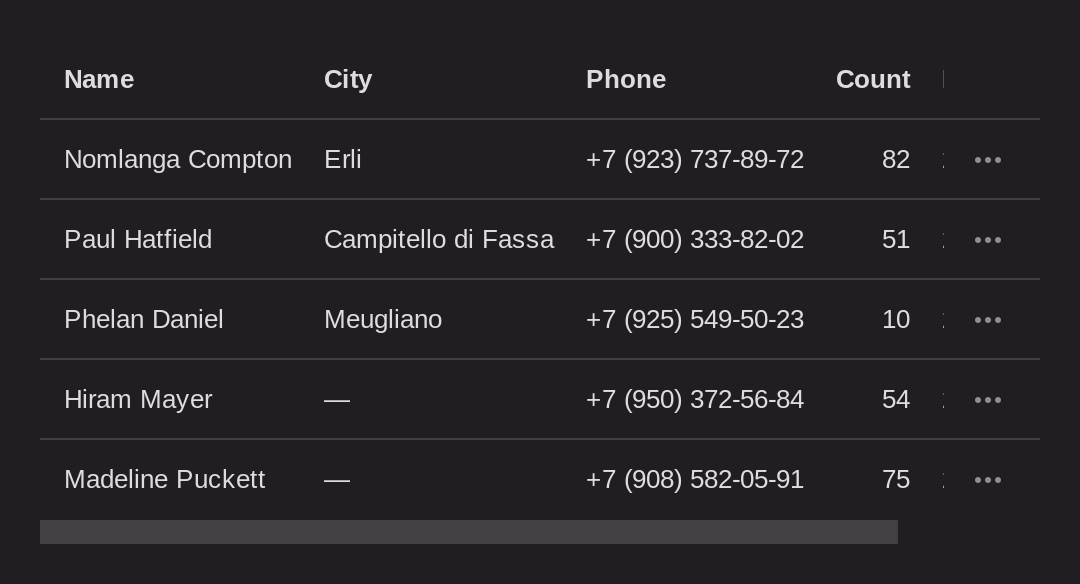 Name City Phone Count
Nomlanga Compton Erli +7 (923) 737-89-72 82
Paul Hatfield Campitello di Fassa +7 (900) 333-82-02 51
Phelan Daniel Meugliano +7 (925) 549-50-23 10
Hiram Mayer — +7 (950) 372-56-84 54
Madeline Puckett — +7 (908) 582-05-91 75